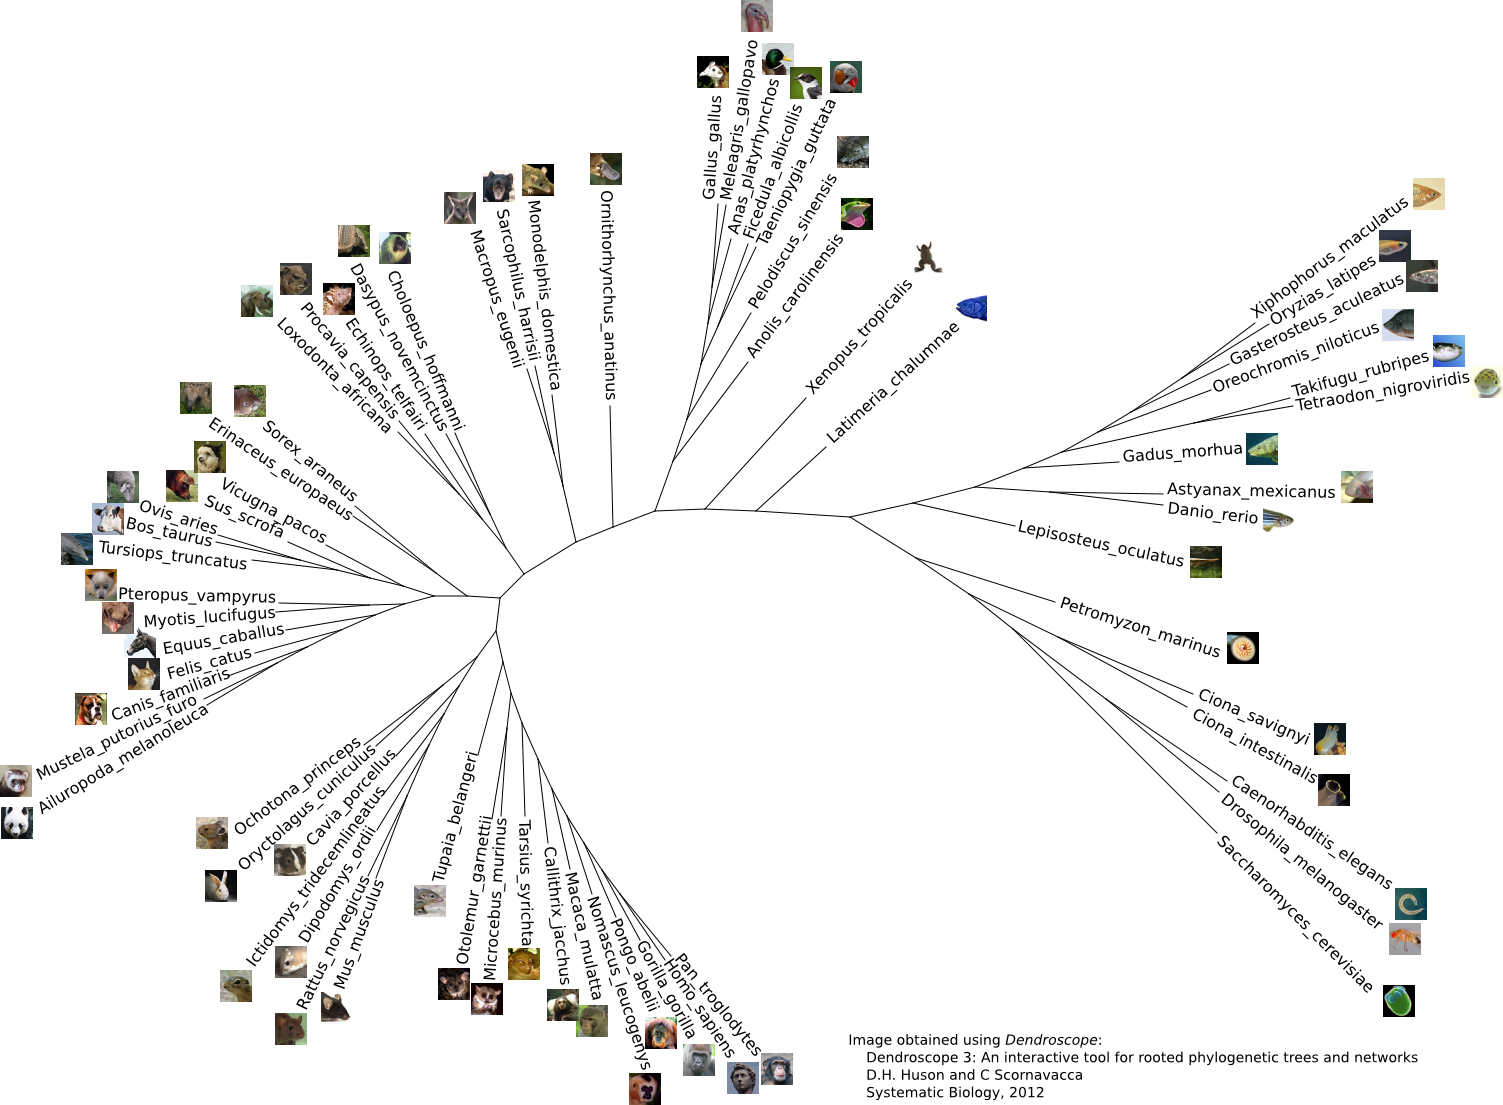 Gallus_gallus
Meleagris_gallopavo
Anas_platyrhynchos
Ficedula_albicollis
Taeniopygia_guttata
Pelodiscus_sinensis
Anolis_carolinensis
Xenopus_tropicalis
Latimeria_chalumnae
Xiphophorus_maculatus
Oryzias_latipes
Gasterosteus_aculeatus
Oreochromis_niloticus
Takifugu_rubripes
Tetraodon_nigroviridis
Gadus_morhua
Astyanax_mexicanus
Danio_rerio
Lepisosteus_oculatus
Petromyzon_marinus
Ciona_savignyi
Ciona_intestinalis
Caenorhabditis_elegans
Drosophila_melanogaster
Saccharomyces_cerevisiae
Ornithorhynchus_anatinus
Monodelphis_domestica
Sarcophilus_harrisii
Macropus_eugenii
Choloepus_hoffmanni
Dasypus_novemcinctus
Echinops_telfairi
Procavia_capensis
Loxodonta_africana
Sorex_araneus
Erinaceus_europaeus
Vicugna_pacos
Sus_scrofa
Ovis_aries
Bos_taurus
Tursiops_truncatus
Pteropus_vampyrus
Myotis_lucifugus
Equus_caballus
Felis_catus
Canis_familiaris
Mustela_putorius_furo
Ailuropoda_melanoleuca
Ochotona_princeps
Oryctolagus_cuniculus
Cavia_porcellus
Ictidomys_tridecemlineatus
Dipodomys_ordii
Rattus_norvegicus
Mus_musculus
Tupaia_belangeri
Otolemur_garnettii
Microcebus_murinus
Tarsius_syrichta
Callithrix_jacchus
Macaca_mulatta
Nomascus_leucogenys
Pongo_abelii
Gorilla_gorilla
Homo_sapiens
Pan_troglodytes
Image obtained using Dendroscope:
Dendroscope 3: An interactive tool for rooted phylogenetic trees and networks
D.H. Huson and C Scornavacca
Systematic Biology, 2012